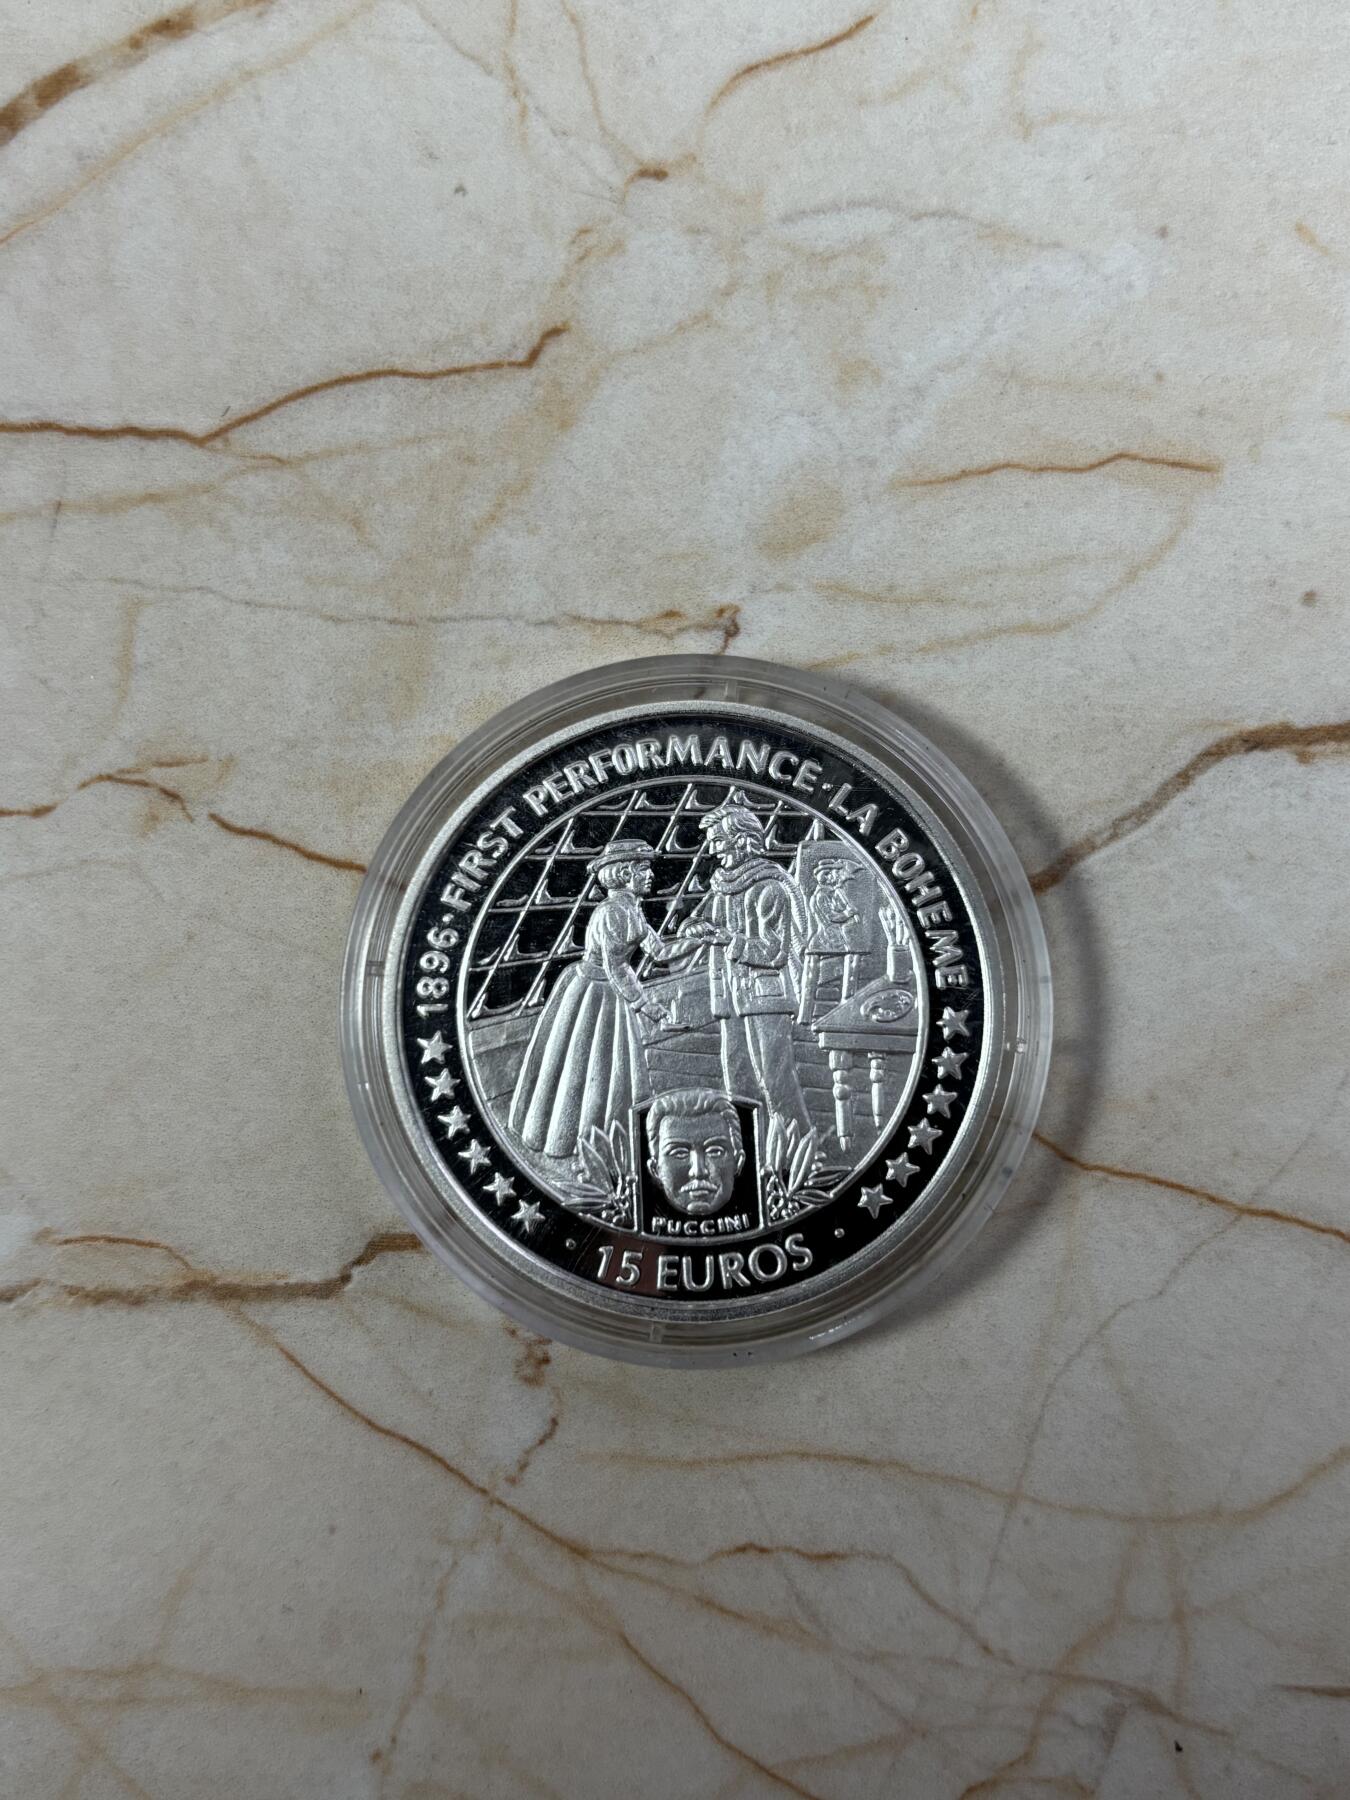 1896·FIRST PERFORMANCE·LA BOHEME
PUCCINI
· 15 EUROS ·